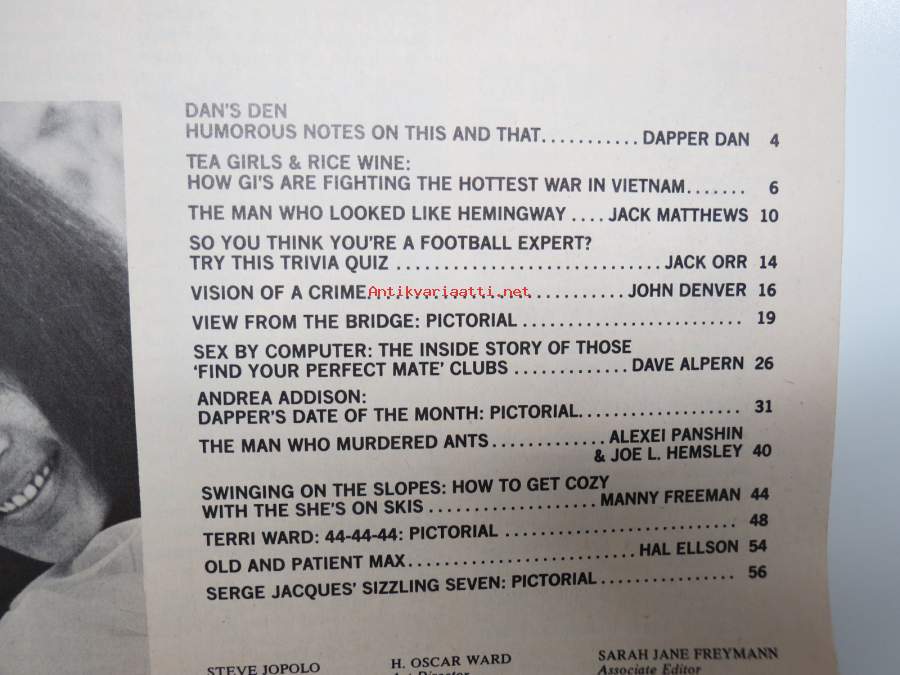 DAN'S DEN
HUMOROUS NOTES ON THIS AND THAT........... DAPPER DAN 4
TEA GIRLS & RICE WINE:
HOW GI'S ARE FIGHTING THE HOTTEST WAR IN VIETNAM....... 6
THE MAN WHO LOOKED LIKE HEMINGWAY .... JACK MATTHEWS 10
SO YOU THINK YOU'RE A FOOTBALL EXPERT?
TRY THIS TRIVIA QUIZ ............................ JACK ORR 14
VISION OF A CRIME............................ JOHN DENVER 16
Antikvariaatti.net
VIEW FROM THE BRIDGE: PICTORIAL .......................... 19
SEX BY COMPUTER: THE INSIDE STORY OF THOSE
'FIND YOUR PERFECT MATE' CLUBS ............. DAVE ALPERN 26
ANDREA ADDISON:
DAPPER'S DATE OF THE MONTH: PICTORIAL................... 31
THE MAN WHO MURDERED ANTS............. ALEXEI PANSHIN
& JOE L. HEMSLEY 40
SWINGING ON THE SLOPES: HOW TO GET COZY
WITH THE SHE'S ON SKIS ................... MANNY FREEMAN 44
TERRI WARD: 44-44-44: PICTORIAL .......................... 48
OLD AND PATIENT MAX.......................... HAL ELLSON 54
SERGE JACQUES' SIZZLING SEVEN: PICTORIAL ................ 56
STEVE JOPOLO H. OSCAR WARD SARAH JANE FREYMANN
Art Director Associate Editor